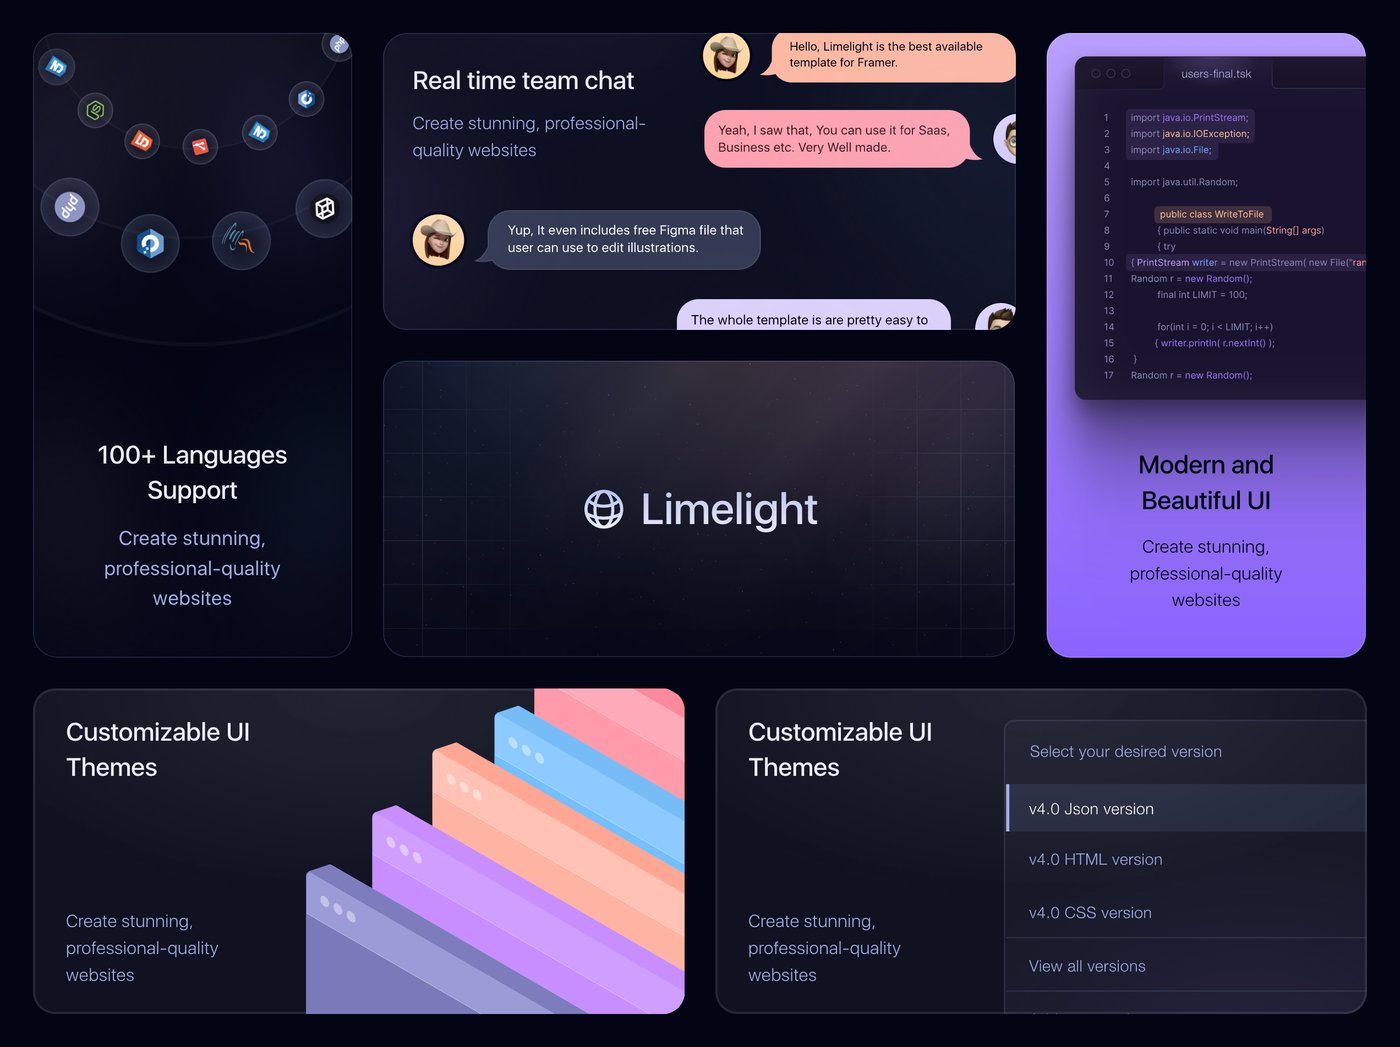 100+ Languages
Support
Create stunning,
professional-quality
websites
Real time team chat
Create stunning, professional-
quality websites
Hello, Limelight is the best available
template for Framer.
Yeah, I saw that, You can use it for Saas,
Business etc. Very Well made.
Yup, It even includes free Figma file that
user can use to edit illustrations.
The whole template is are pretty easy to
Limelight
users-final.tsk
1 import java.io.PrintStream;
2 import java.io.IOException;
3 import java.io.File;
4
5 import java.util.Random;
6
7 public class WriteToFile
8 { public static void main(String[] args)
9 { try
10 { PrintStream writer = new PrintStream( new File("ran
11 Random r = new Random();
12 final int LIMIT = 100;
13
14 for(int i = 0; i < LIMIT; i++)
15 { writer.println( r.nextInt() );
16 }
17 Random r = new Random();
Modern and
Beautiful UI
Create stunning,
professional-quality
websites
Customizable UI
Themes
Create stunning,
professional-quality
websites
Customizable UI
Themes
Create stunning,
professional-quality
websites
Select your desired version
v4.0 Json version
v4.0 HTML version
v4.0 CSS version
View all versions